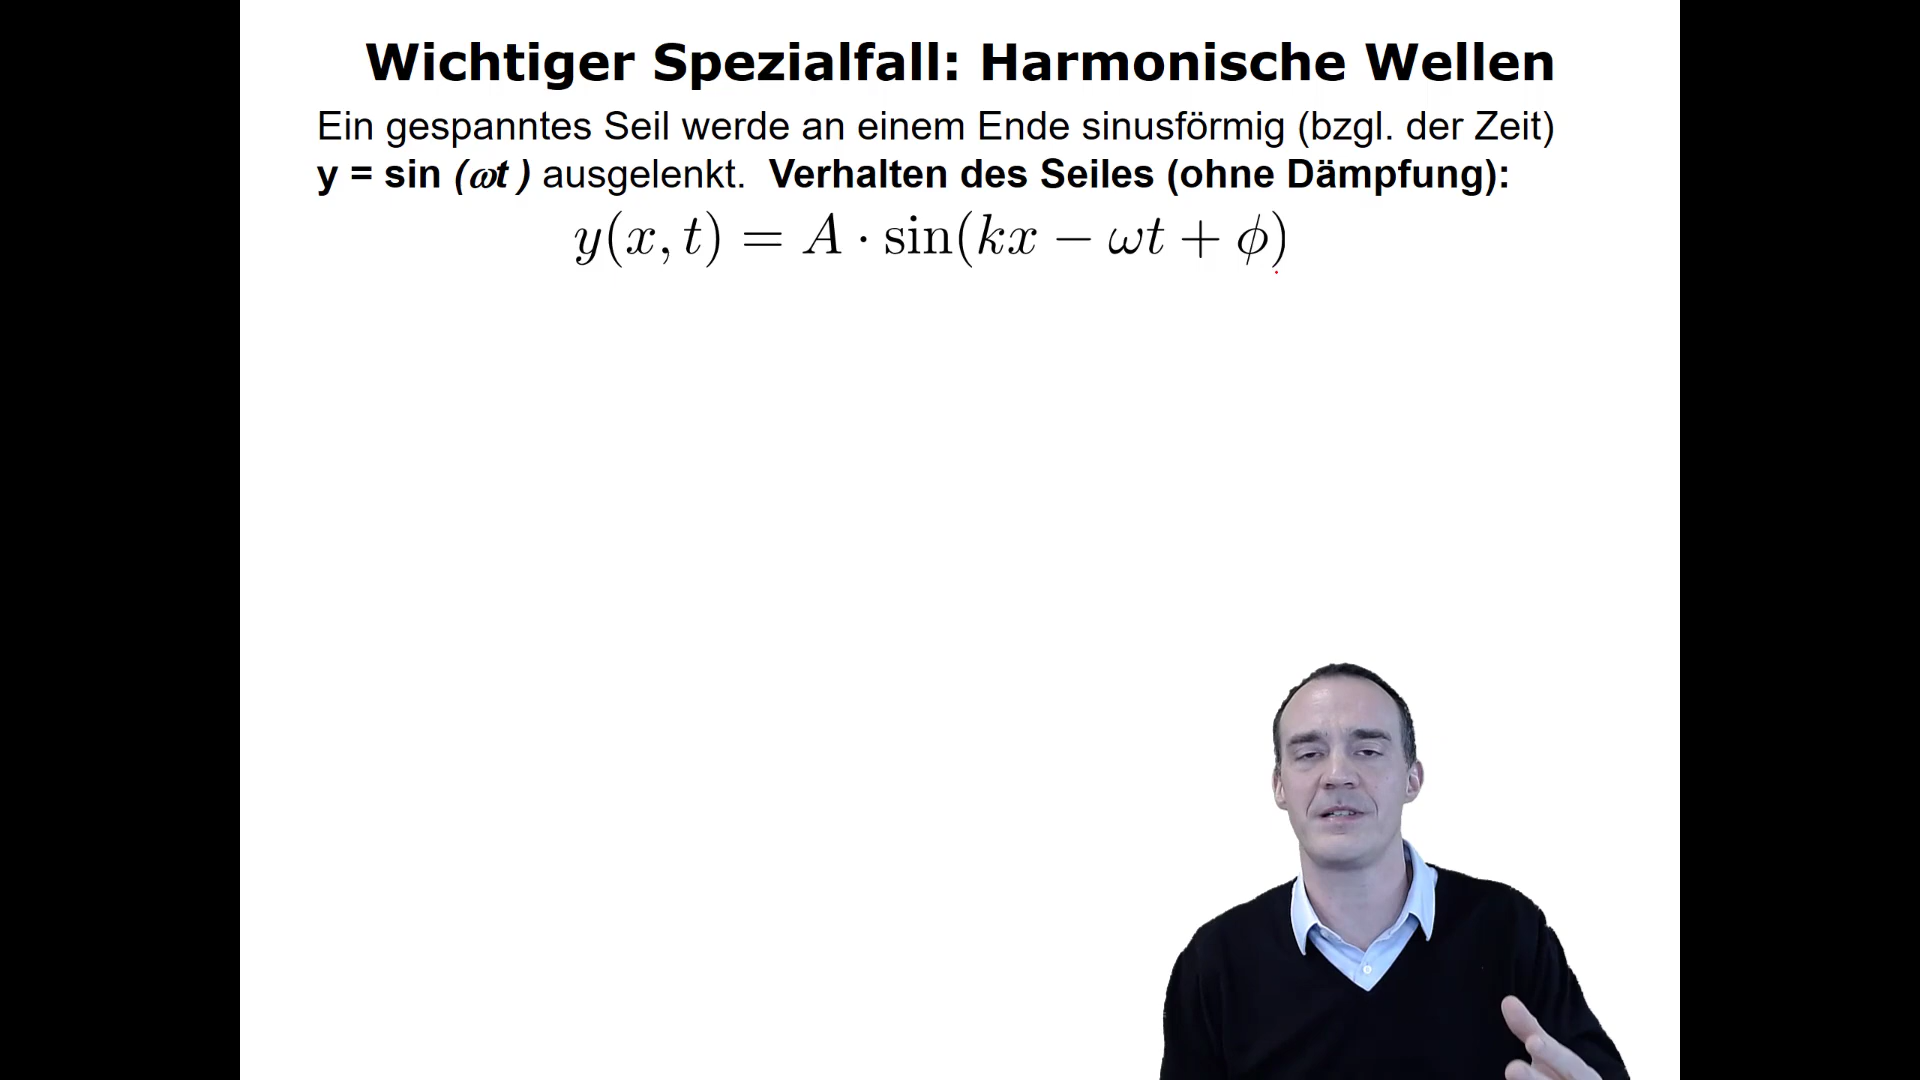 Wichtiger Spezialfall: Harmonische Wellen
Ein gespanntes Seil werde an einem Ende sinusförmig (bzgl. der Zeit)
y = sin (ωt ) ausgelenkt. Verhalten des Seiles (ohne Dämpfung):
y(x, t) = A · sin(kx − ωt + ϕ)